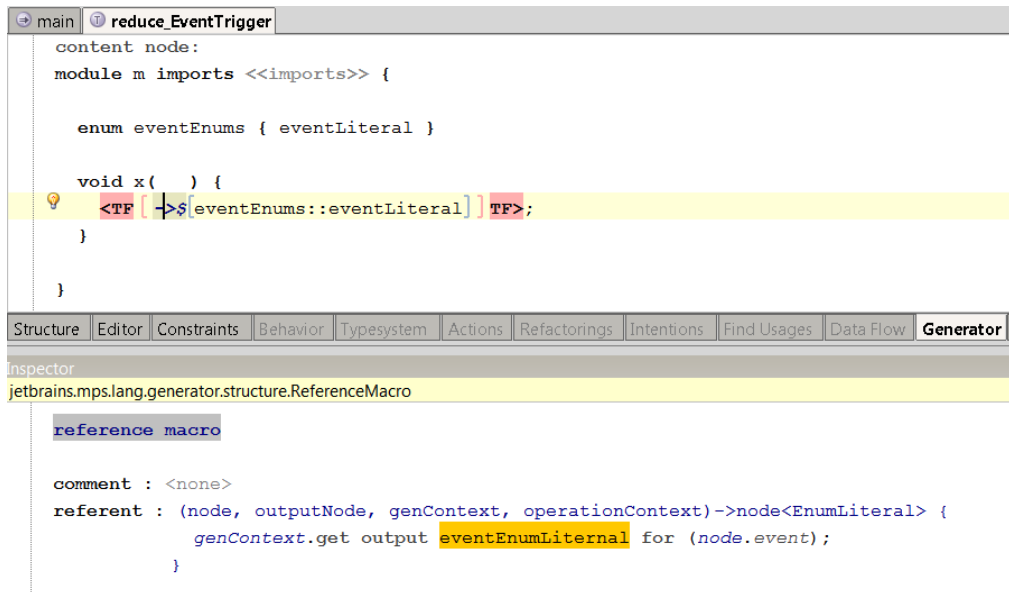 main reduce_EventTrigger
content node:
module m imports <<imports>> {
enum eventEnums { eventLiteral }
void x( ) {
<TF [ ->$[eventEnums::eventLiteral] ] TF>;
}
}
Structure Editor Constraints Behavior Typesystem Actions Refactorings Intentions Find Usages Data Flow Generator
Inspector
jetbrains.mps.lang.generator.structure.ReferenceMacro
reference macro
comment : <none>
referent : (node, outputNode, genContext, operationContext)->node<EnumLiteral> {
genContext.get output eventEnumLiternal for (node.event);
}